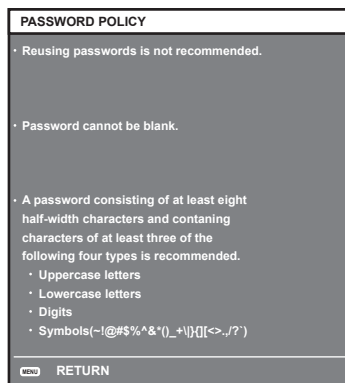 PASSWORD POLICY
・Reusing passwords is not recommended.
・Password cannot be blank.
・A password consisting of at least eight
half-width characters and contaning
characters of at least three of the
following four types is recommended.
・Uppercase letters
・Lowercase letters
・Digits
・Symbols(~!@#$%^&*()_+\|}{][<>.,/?`)
MENU RETURN